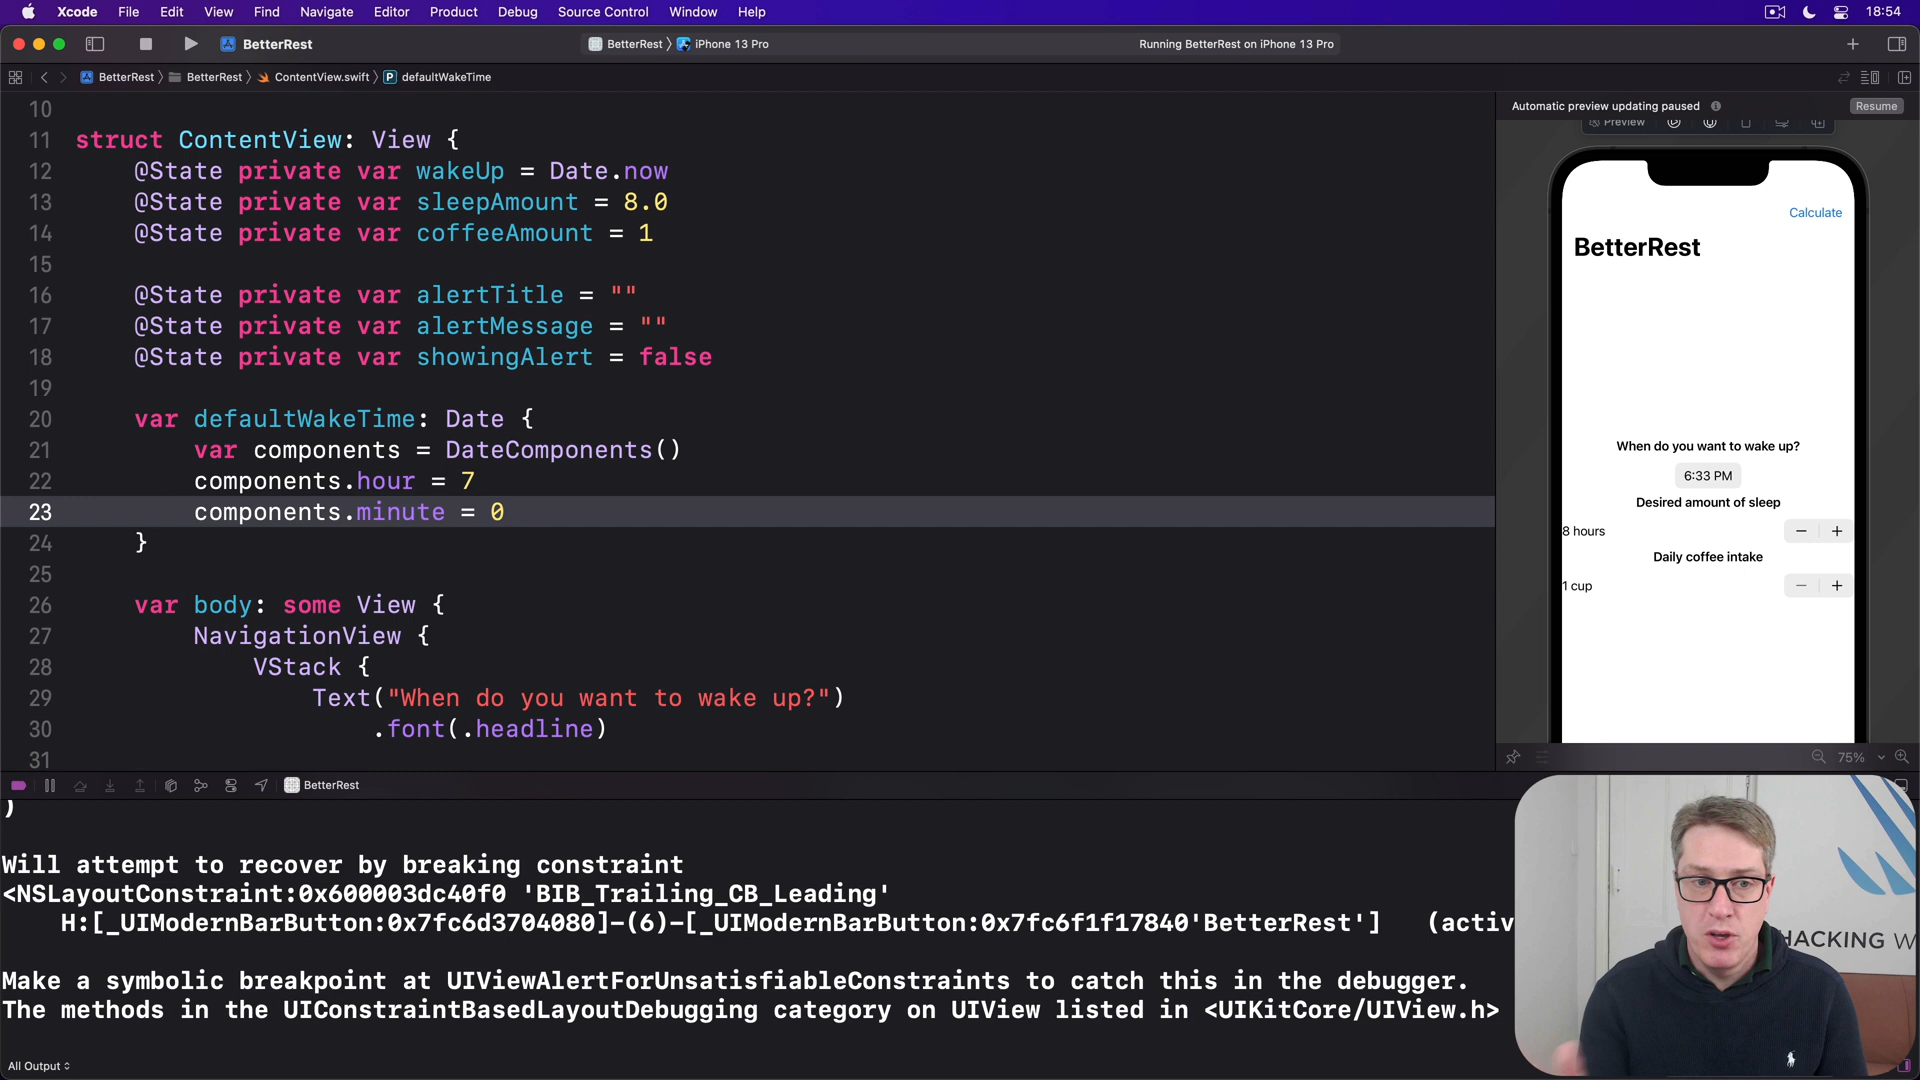 Xcode File Edit View Find Navigate Editor Product Debug Source Control Window Help 18:54
BetterRest BetterRest iPhone 13 Pro Running BetterRest on iPhone 13 Pro
BetterRest BetterRest ContentView.swift P defaultWakeTime
10
11 struct ContentView: View {
12 @State private var wakeUp = Date.now
13 @State private var sleepAmount = 8.0
14 @State private var coffeeAmount = 1
15
16 @State private var alertTitle = ""
17 @State private var alertMessage = ""
18 @State private var showingAlert = false
19
20 var defaultWakeTime: Date {
21 var components = DateComponents()
22 components.hour = 7
23 components.minute = 0
24 }
25
26 var body: some View {
27 NavigationView {
28 VStack {
29 Text("When do you want to wake up?")
30 .font(.headline)
31
Automatic preview updating paused Resume
Preview
Calculate
BetterRest
When do you want to wake up?
6:33 PM
Desired amount of sleep
8 hours − +
Daily coffee intake
1 cup − +
75%
BetterRest
)
Will attempt to recover by breaking constraint
<NSLayoutConstraint:0x600003dc40f0 'BIB_Trailing_CB_Leading'
H:[_UIModernBarButton:0x7fc6d3704080]-(6)-[_UIModernBarButton:0x7fc6f1f17840'BetterRest'] (activ
Make a symbolic breakpoint at UIViewAlertForUnsatisfiableConstraints to catch this in the debugger.
The methods in the UIConstraintBasedLayoutDebugging category on UIView listed in <UIKitCore/UIView.h>
All Output
HACKING W